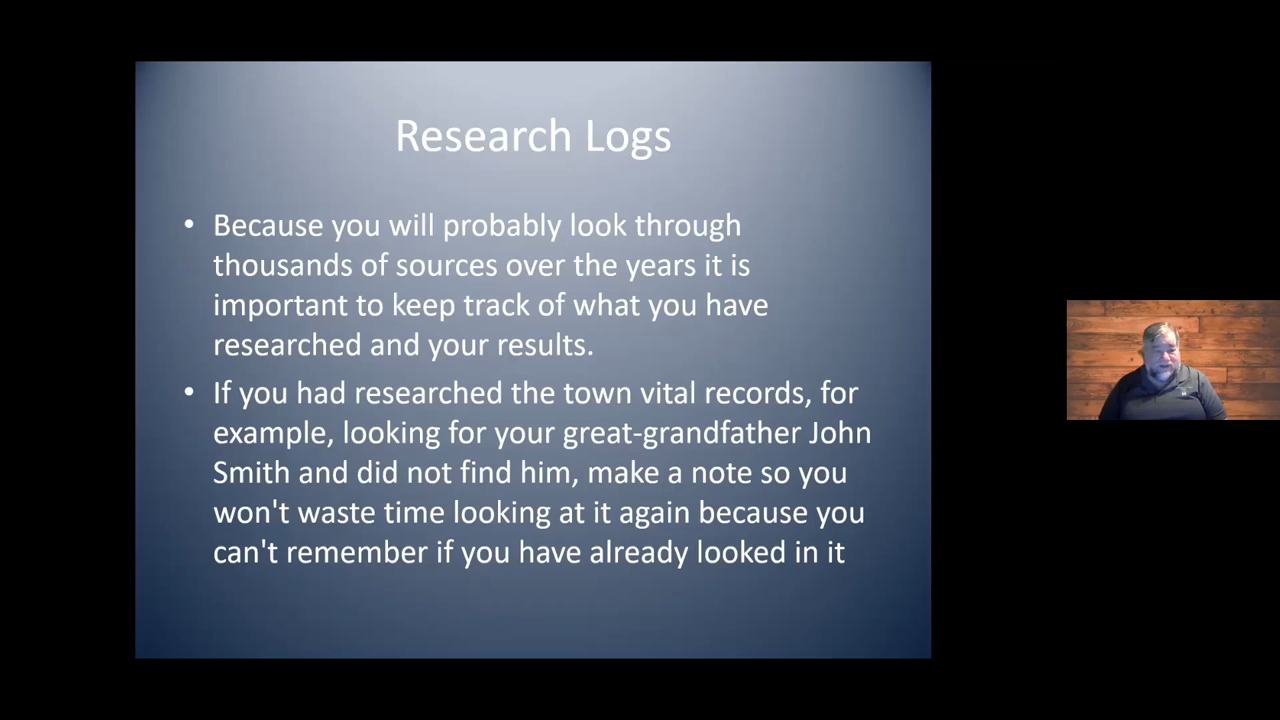 Research Logs
• Because you will probably look through
thousands of sources over the years it is
important to keep track of what you have
researched and your results.
• If you had researched the town vital records, for
example, looking for your great-grandfather John
Smith and did not find him, make a note so you
won't waste time looking at it again because you
can't remember if you have already looked in it